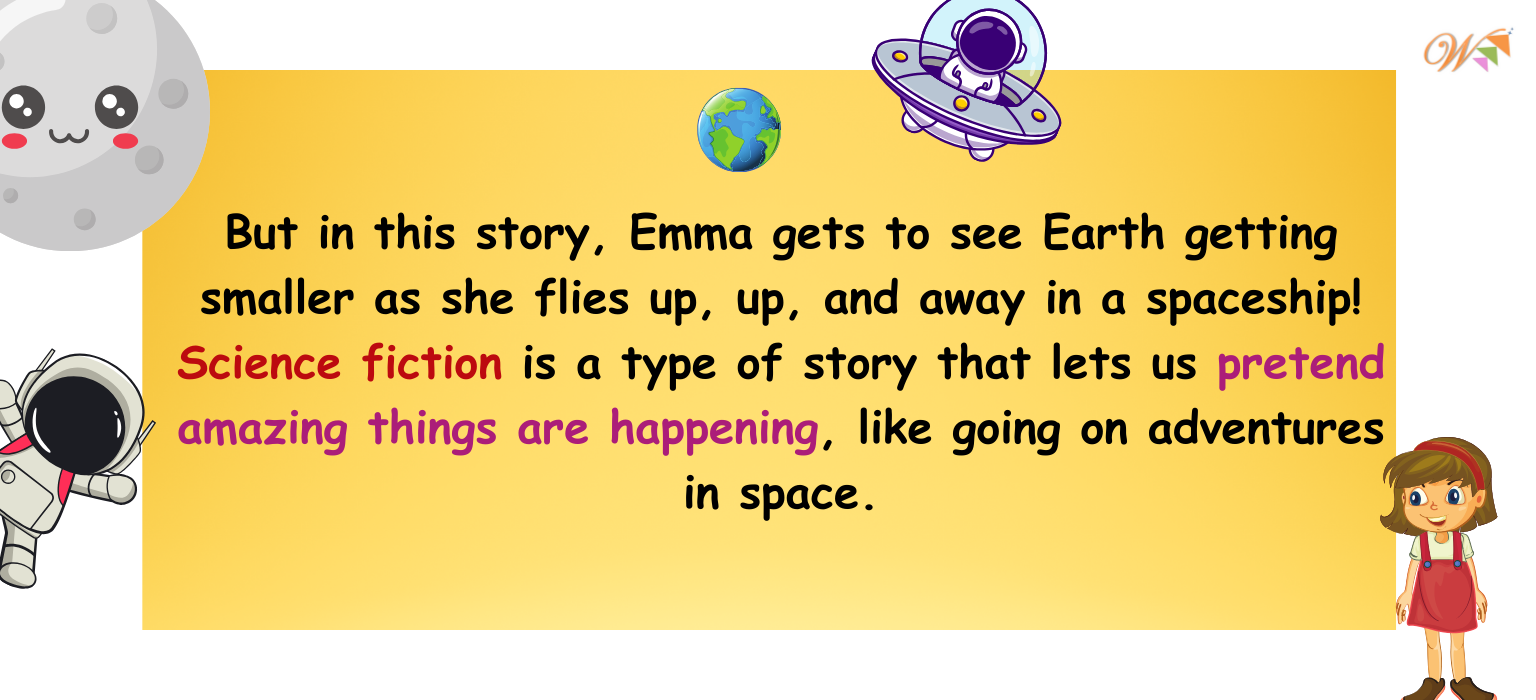 W
But in this story, Emma gets to see Earth getting
smaller as she flies up, up, and away in a spaceship!
Science fiction is a type of story that lets us pretend
amazing things are happening, like going on adventures
in space.